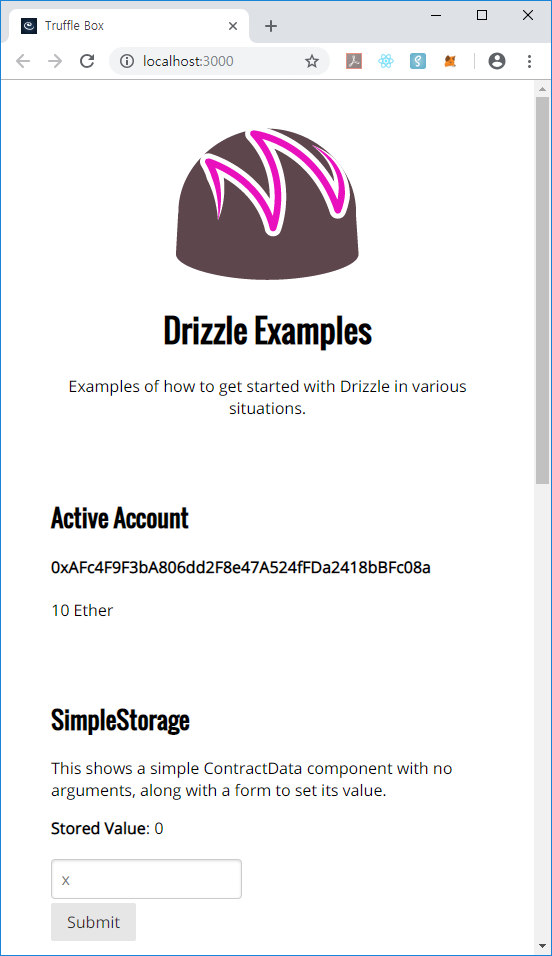 Truffle Box
localhost:3000
Drizzle Examples
Examples of how to get started with Drizzle in various
situations.
Active Account
0xAFc4F9F3bA806dd2F8e47A524fFDa2418bBFc08a
10 Ether
SimpleStorage
This shows a simple ContractData component with no
arguments, along with a form to set its value.
Stored Value: 0
x
Submit